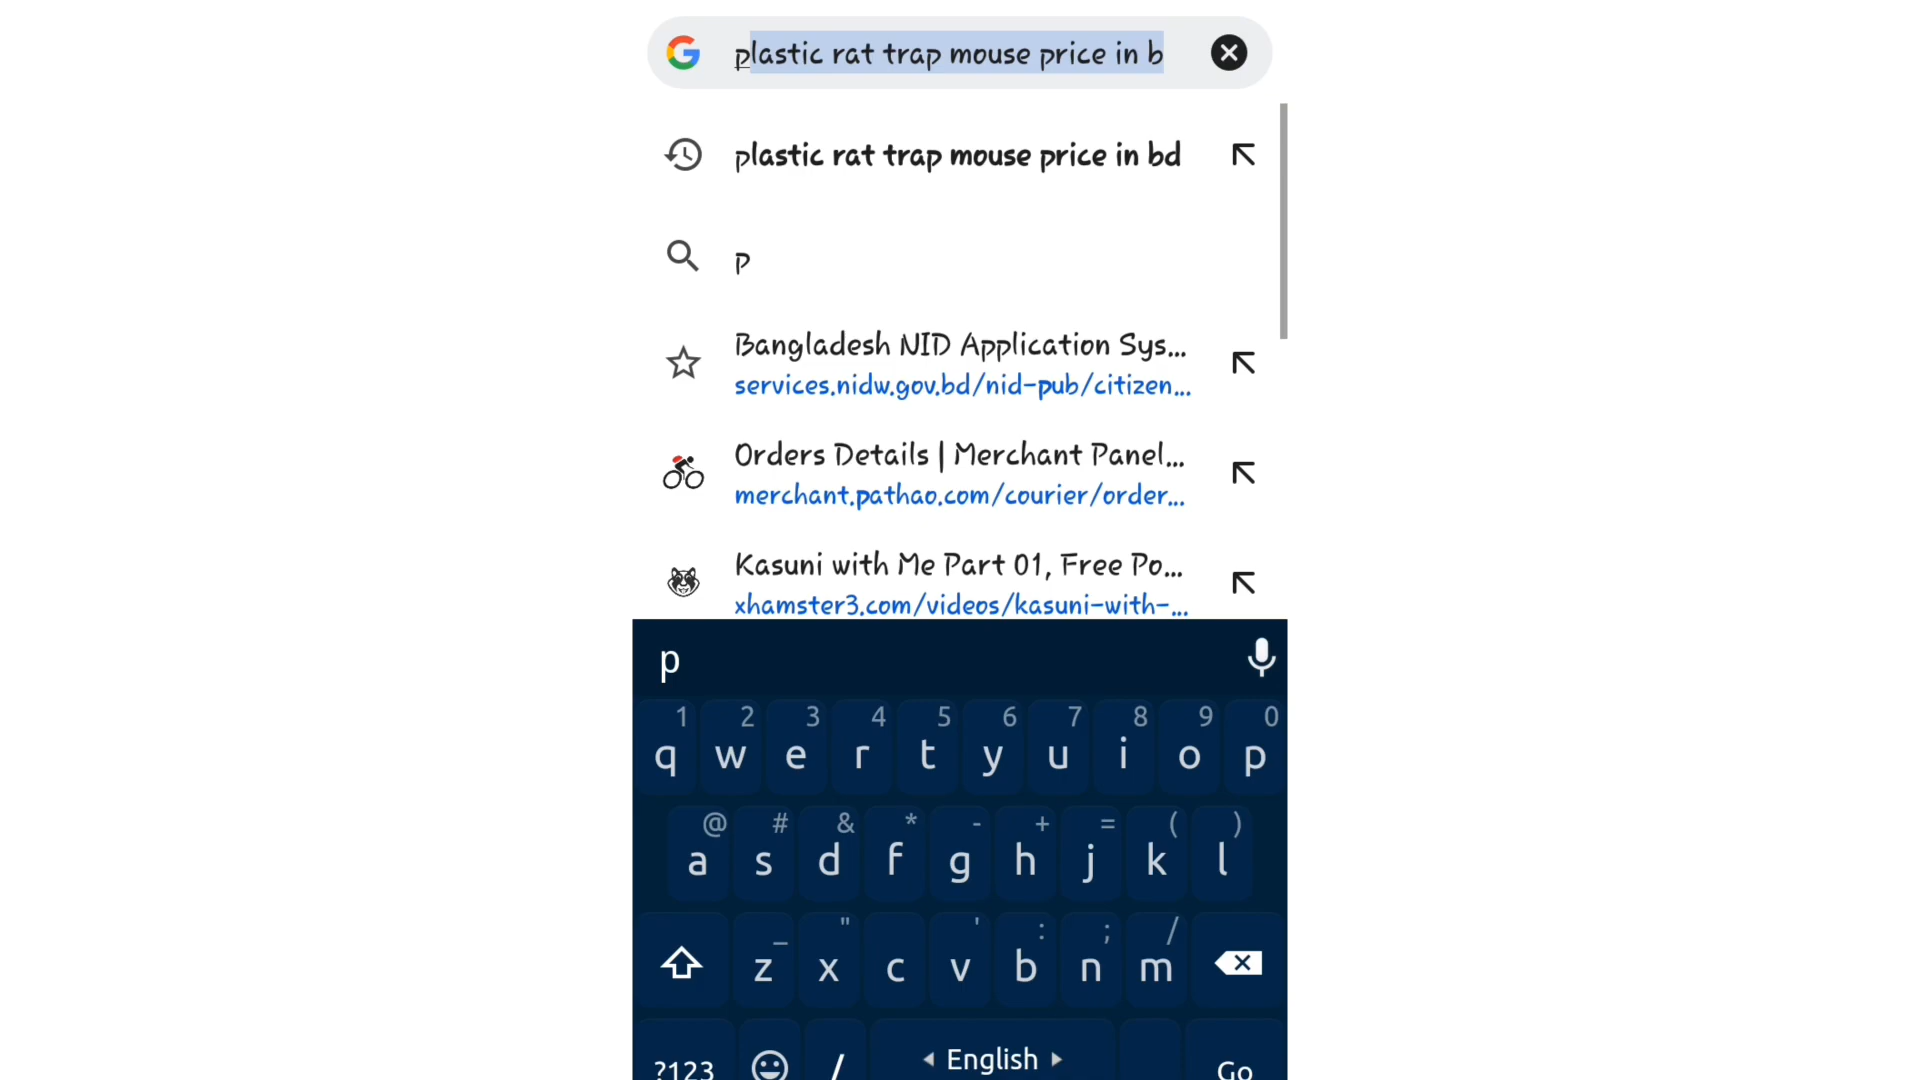 plastic rat trap mouse price in b
plastic rat trap mouse price in bd
p
Bangladesh NID Application Sys...
services.nidw.gov.bd/nid-pub/citizen...
Orders Details | Merchant Panel...
merchant.pathao.com/courier/order...
Kasuni with Me Part 01, Free Po...
xhamster3.com/videos/kasuni-with-...
p
1 2 3 4 5 6 7 8 9 0
q w e r t y u i o p
@ # & * - + = ( )
a s d f g h j k l
_ " ' : ; /
z x c v b n m
?123 / English Go